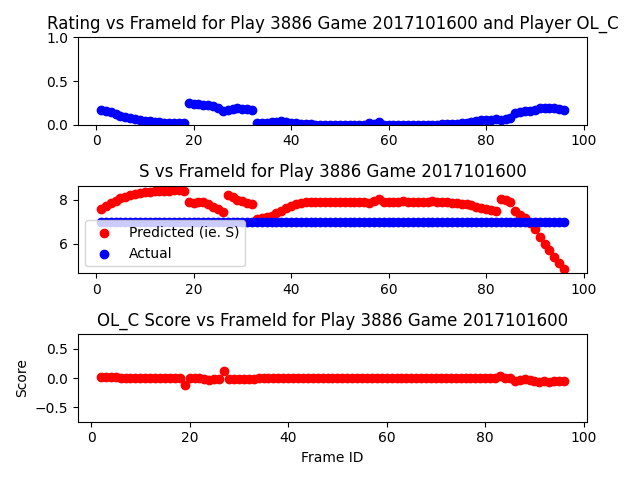 Rating vs FrameId for Play 3886 Game 2017101600 and Player OL_C
1.0
0.5
0.0
0 20 40 60 80 100
S vs FrameId for Play 3886 Game 2017101600
8
6
Predicted (ie. S)
Actual
0 20 40 60 80 100
OL_C Score vs FrameId for Play 3886 Game 2017101600
0.5
0.0
−0.5
Score
0 20 40 60 80 100
Frame ID